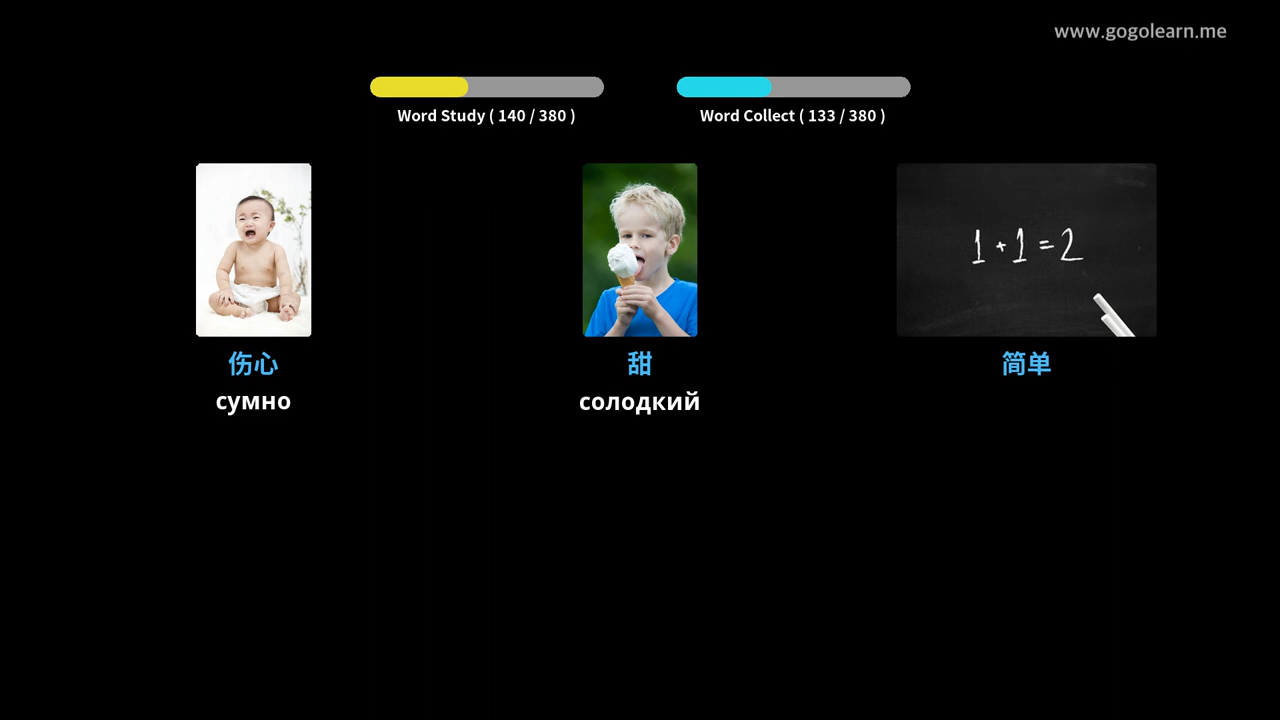 www.gogolearn.me
Word Study ( 140 / 380 )
Word Collect ( 133 / 380 )
1 + 1 = 2
伤心
甜
简单
сумно
солодкий